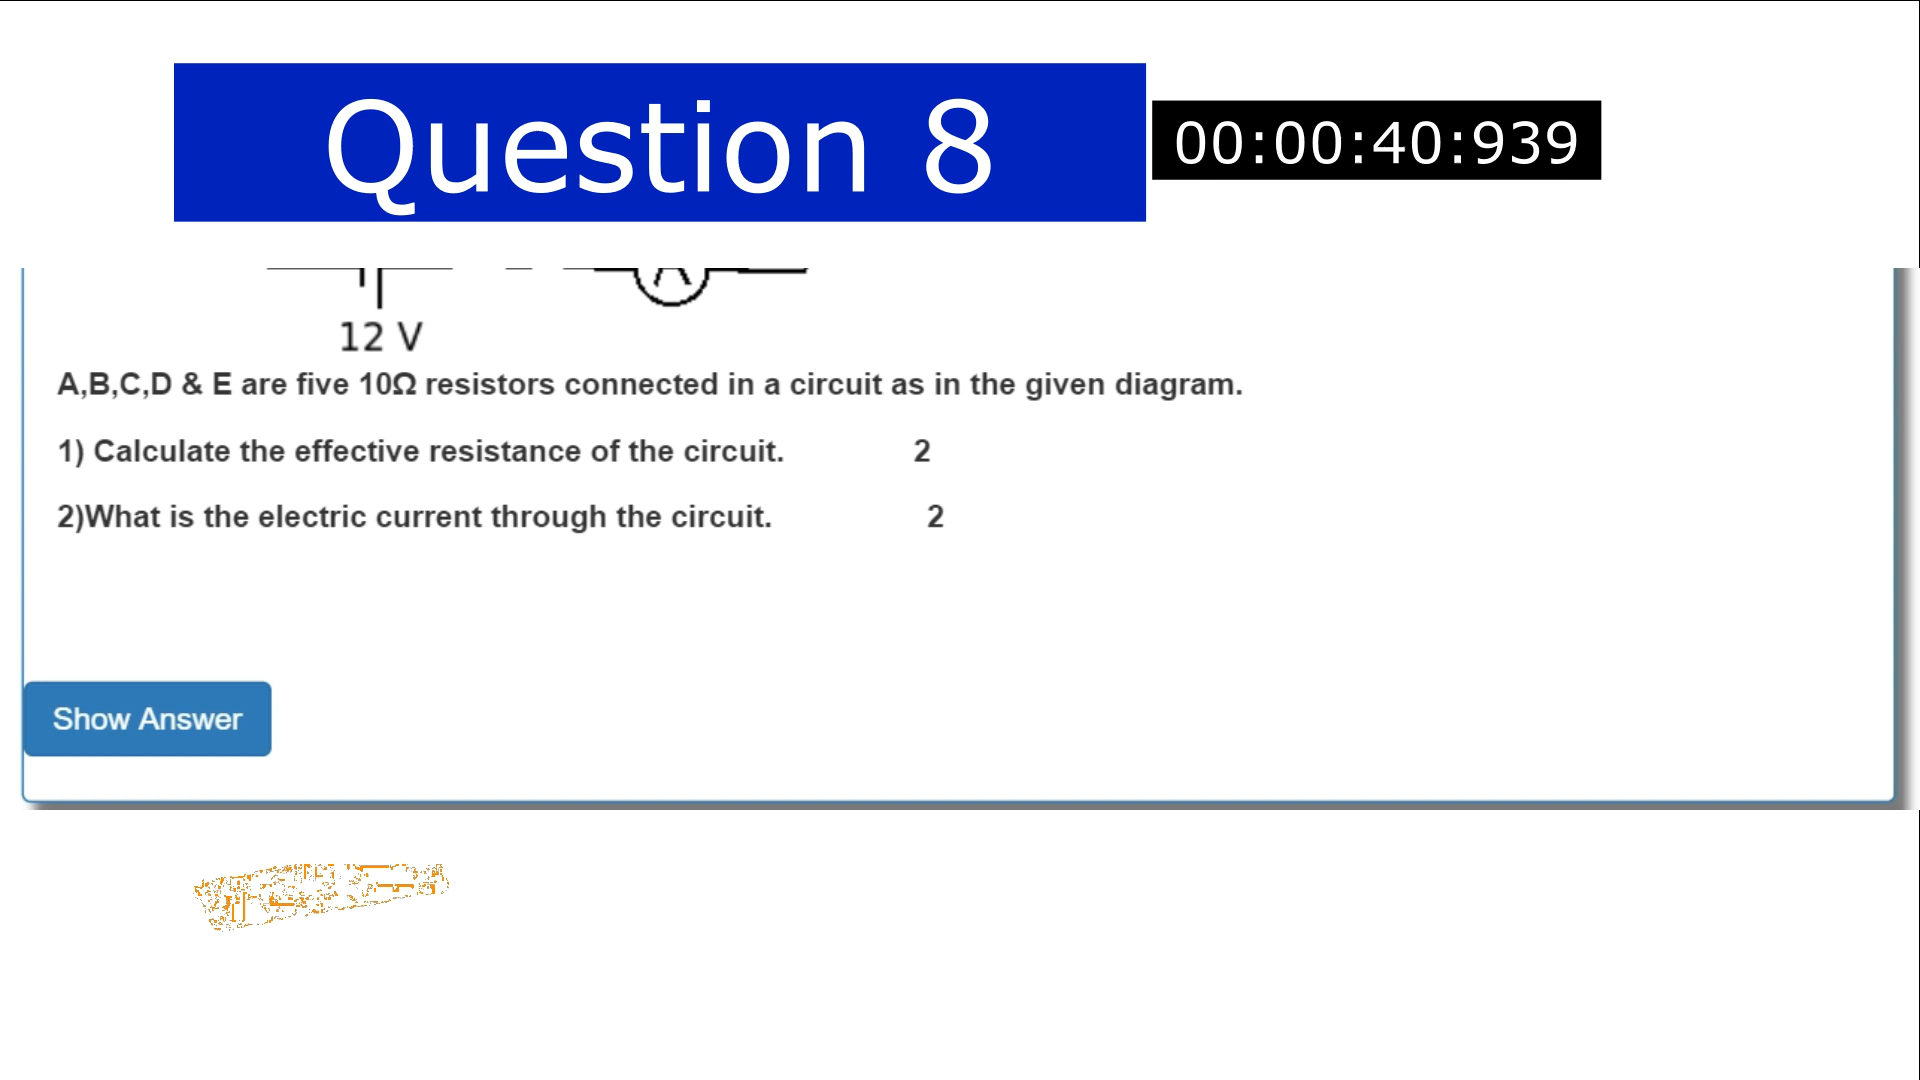 Question 8
00:00:40:939
12 V
A,B,C,D & E are five 10Ω resistors connected in a circuit as in the given diagram.
1) Calculate the effective resistance of the circuit. 2
2)What is the electric current through the circuit. 2
Show Answer